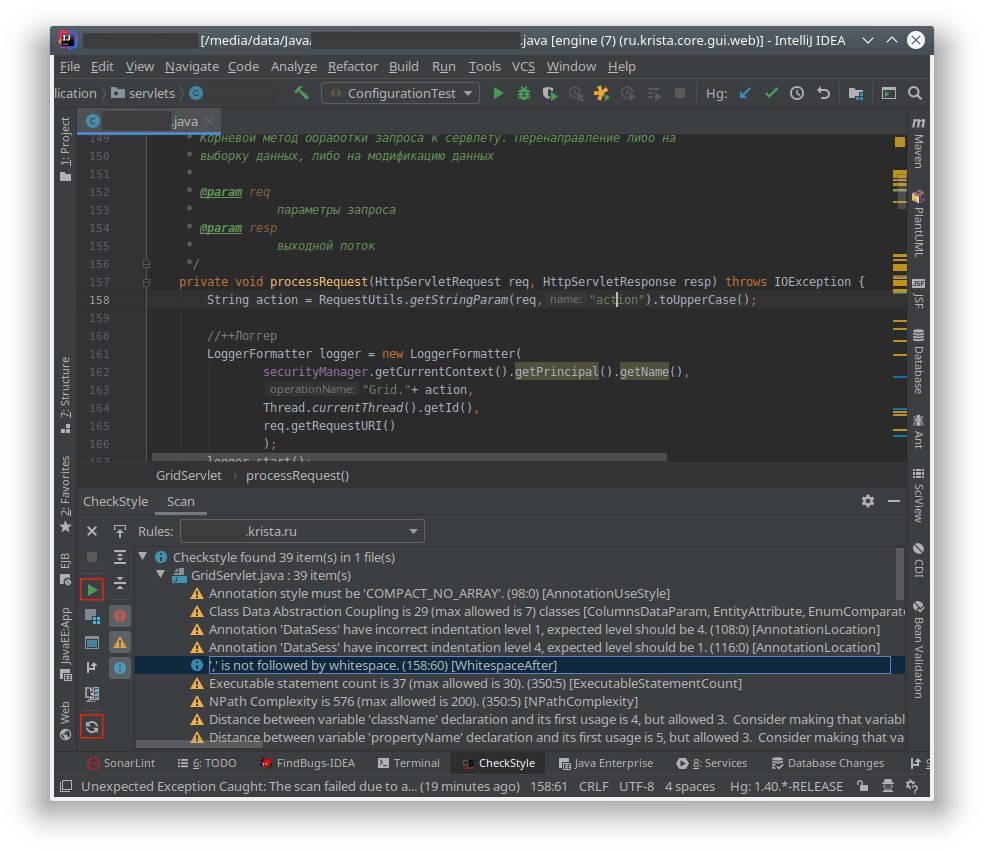 [/media/data/Java/ .java [engine (7) (ru.krista.core.gui.web)] - IntelliJ IDEA
File Edit View Navigate Code Analyze Refactor Build Run Tools VCS Window Help
lication servlets ConfigurationTest Hg:
.java
1: Project
7: Structure
2: Favorites
EJB
JavaEE:App
Web
149 * Корневой метод обработки запроса к сервлету. Перенаправление либо на
150 * выборку данных, либо на модификацию данных
151 *
152 * @param req
153 * параметры запроса
154 * @param resp
155 * выходной поток
156 */
157 private void processRequest(HttpServletRequest req, HttpServletResponse resp) throws IOException {
158 String action = RequestUtils.getStringParam(req, name: "action").toUpperCase();
159
160 //++Логгер
161 LoggerFormatter logger = new LoggerFormatter(
162 securityManager.getCurrentContext().getPrincipal().getName(),
163 operationName: "Grid."+ action,
164 Thread.currentThread().getId(),
165 req.getRequestURI()
166 );
167 logger.start();
GridServlet processRequest()
Maven
PlantUML
JSF
Database
Ant
SciView
CDI
Bean Validation
CheckStyle Scan
Rules: .krista.ru
Checkstyle found 39 item(s) in 1 file(s)
GridServlet.java : 39 item(s)
Annotation style must be 'COMPACT_NO_ARRAY'. (98:0) [AnnotationUseStyle]
Class Data Abstraction Coupling is 29 (max allowed is 7) classes [ColumnsDataParam, EntityAttribute, EnumComparat
Annotation 'DataSess' have incorrect indentation level 1, expected level should be 4. (108:0) [AnnotationLocation]
Annotation 'DataSess' have incorrect indentation level 4, expected level should be 1. (116:0) [AnnotationLocation]
',' is not followed by whitespace. (158:60) [WhitespaceAfter]
Executable statement count is 37 (max allowed is 30). (350:5) [ExecutableStatementCount]
NPath Complexity is 576 (max allowed is 200). (350:5) [NPathComplexity]
Distance between variable 'className' declaration and its first usage is 4, but allowed 3. Consider making that variabl
Distance between variable 'propertyName' declaration and its first usage is 5, but allowed 3. Consider making that va
SonarLint 6: TODO FindBugs-IDEA Terminal CheckStyle Java Enterprise 8: Services Database Changes 9
Unexpected Exception Caught: The scan failed due to a... (19 minutes ago) 158:61 CRLF UTF-8 4 spaces Hg: 1.40.*-RELEASE